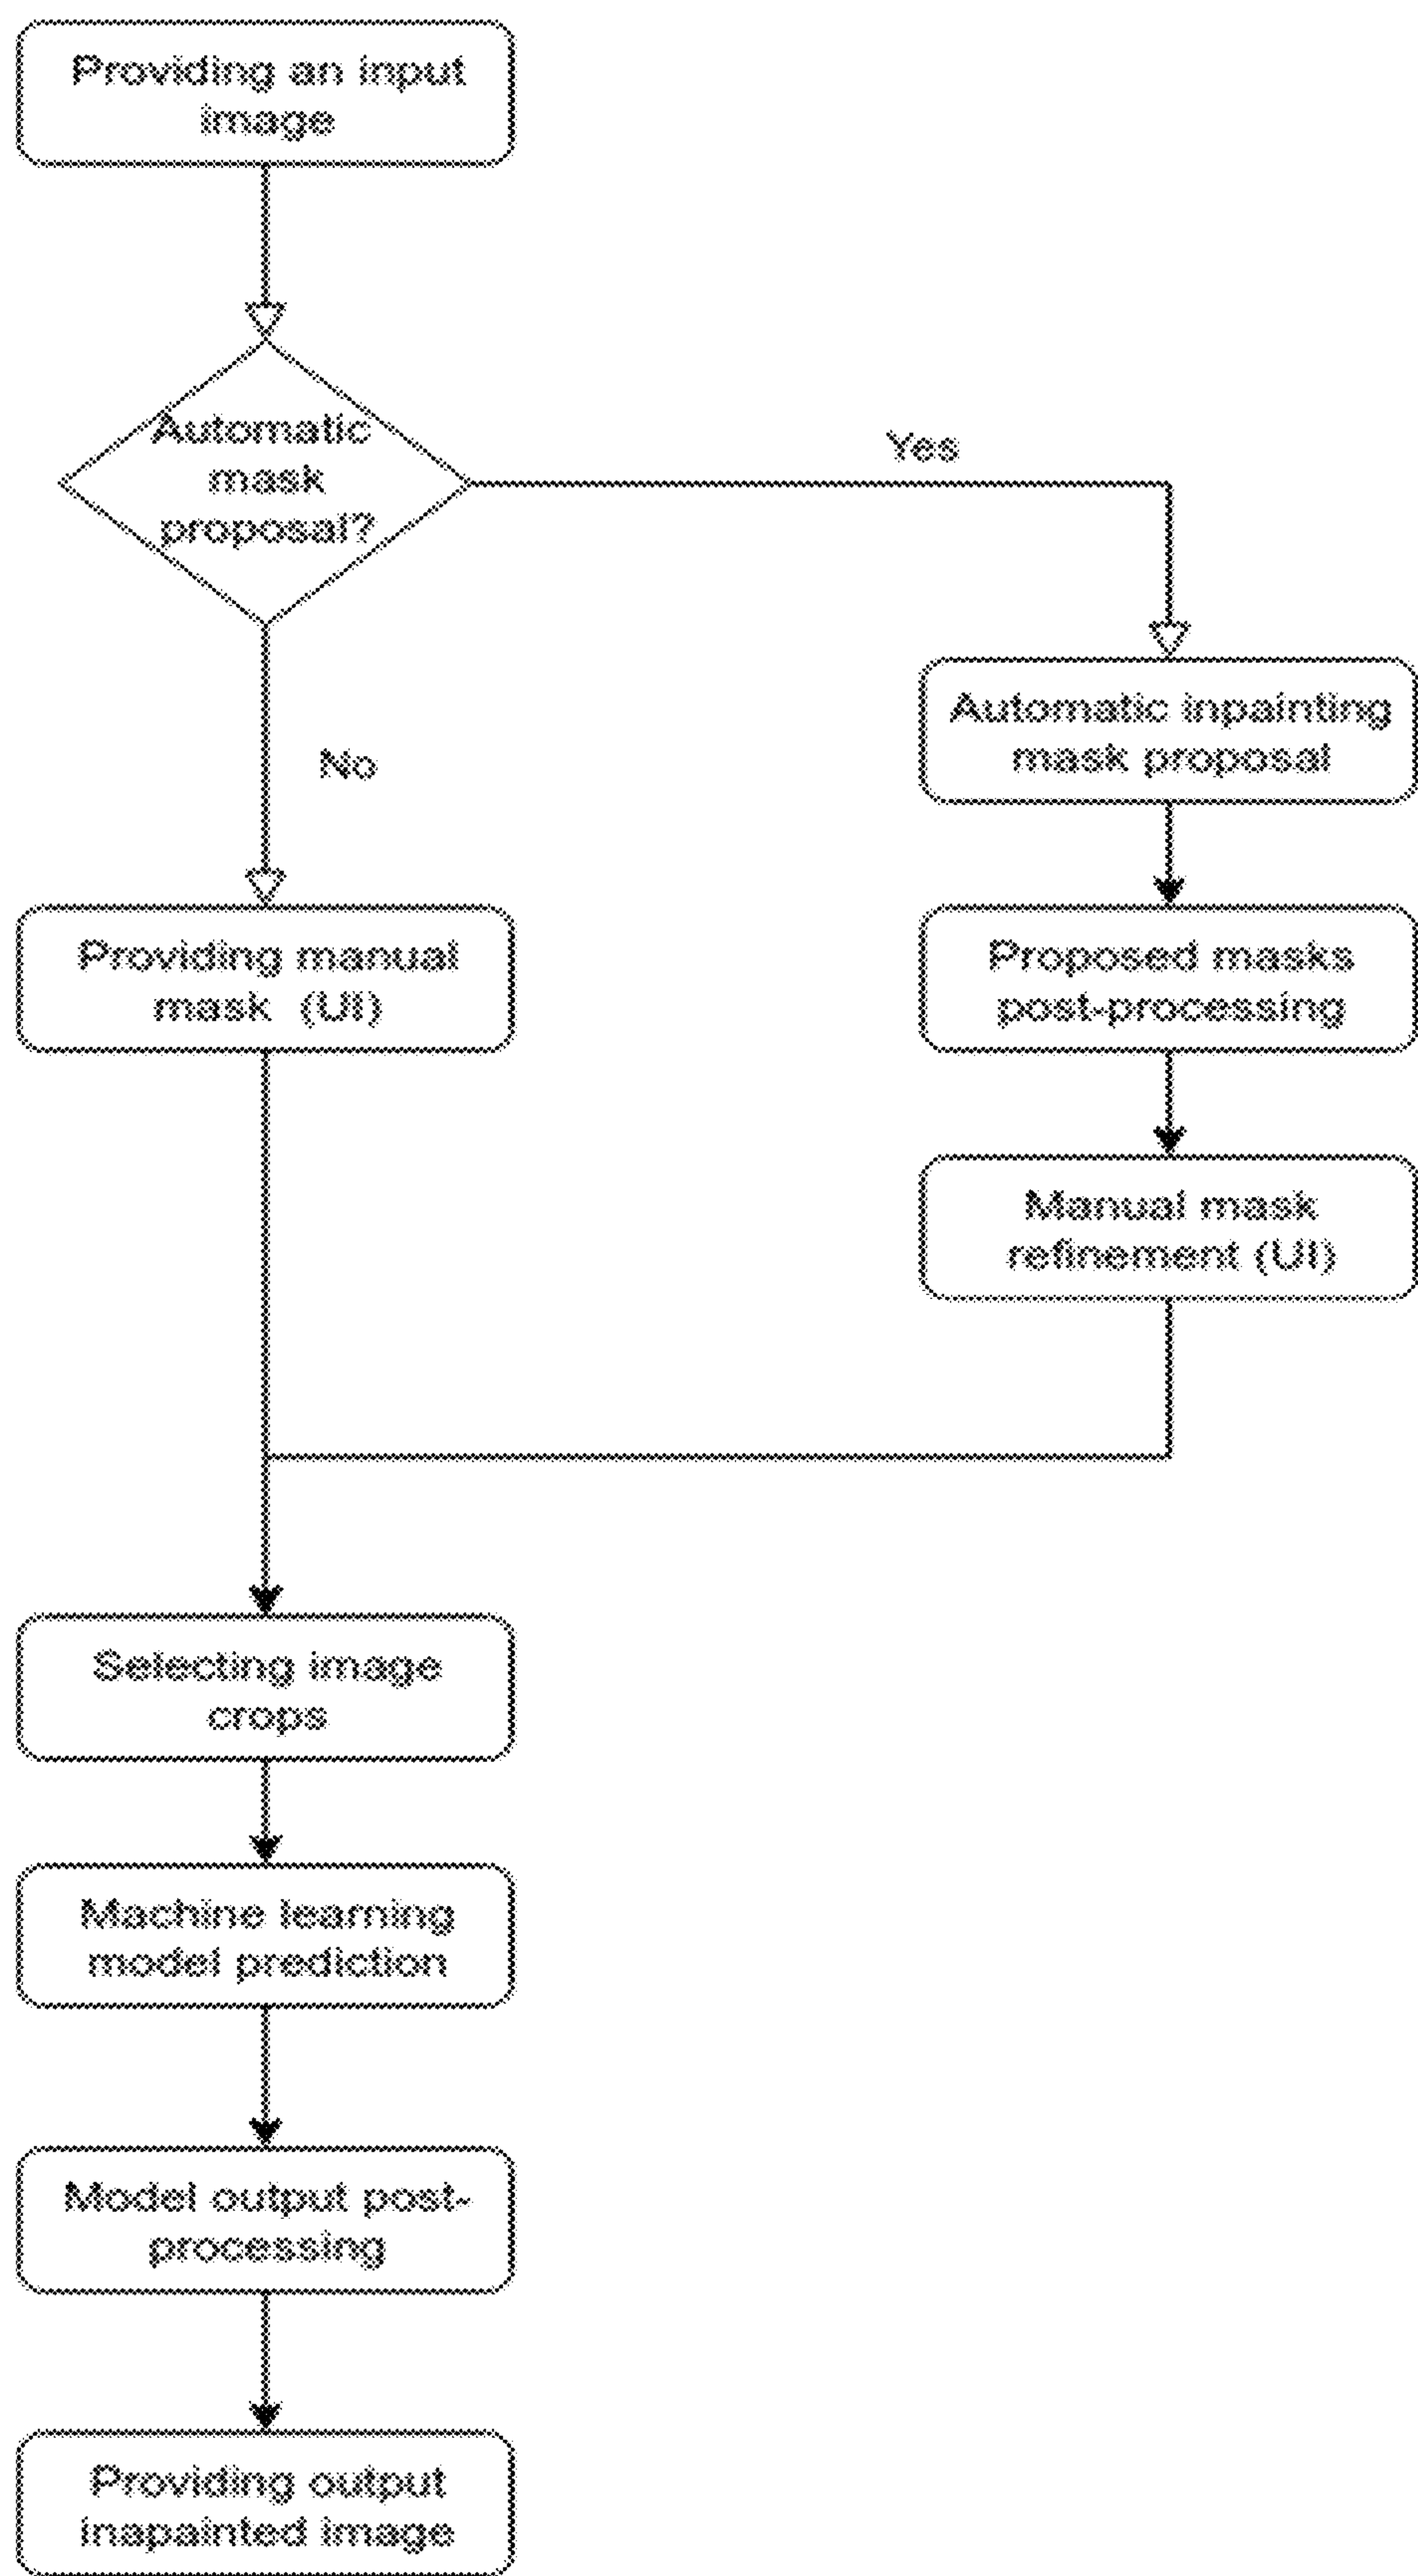 Providing an input
image
Automatic
mask
proposal?
Yes
No
Automatic inpainting
mask proposal
Providing manual
mask (UI)
Proposed masks
post-processing
Manual mask
refinement (UI)
Selecting image
crops
Machine learning
model prediction
Model output post-
processing
Providing output
inapainted image